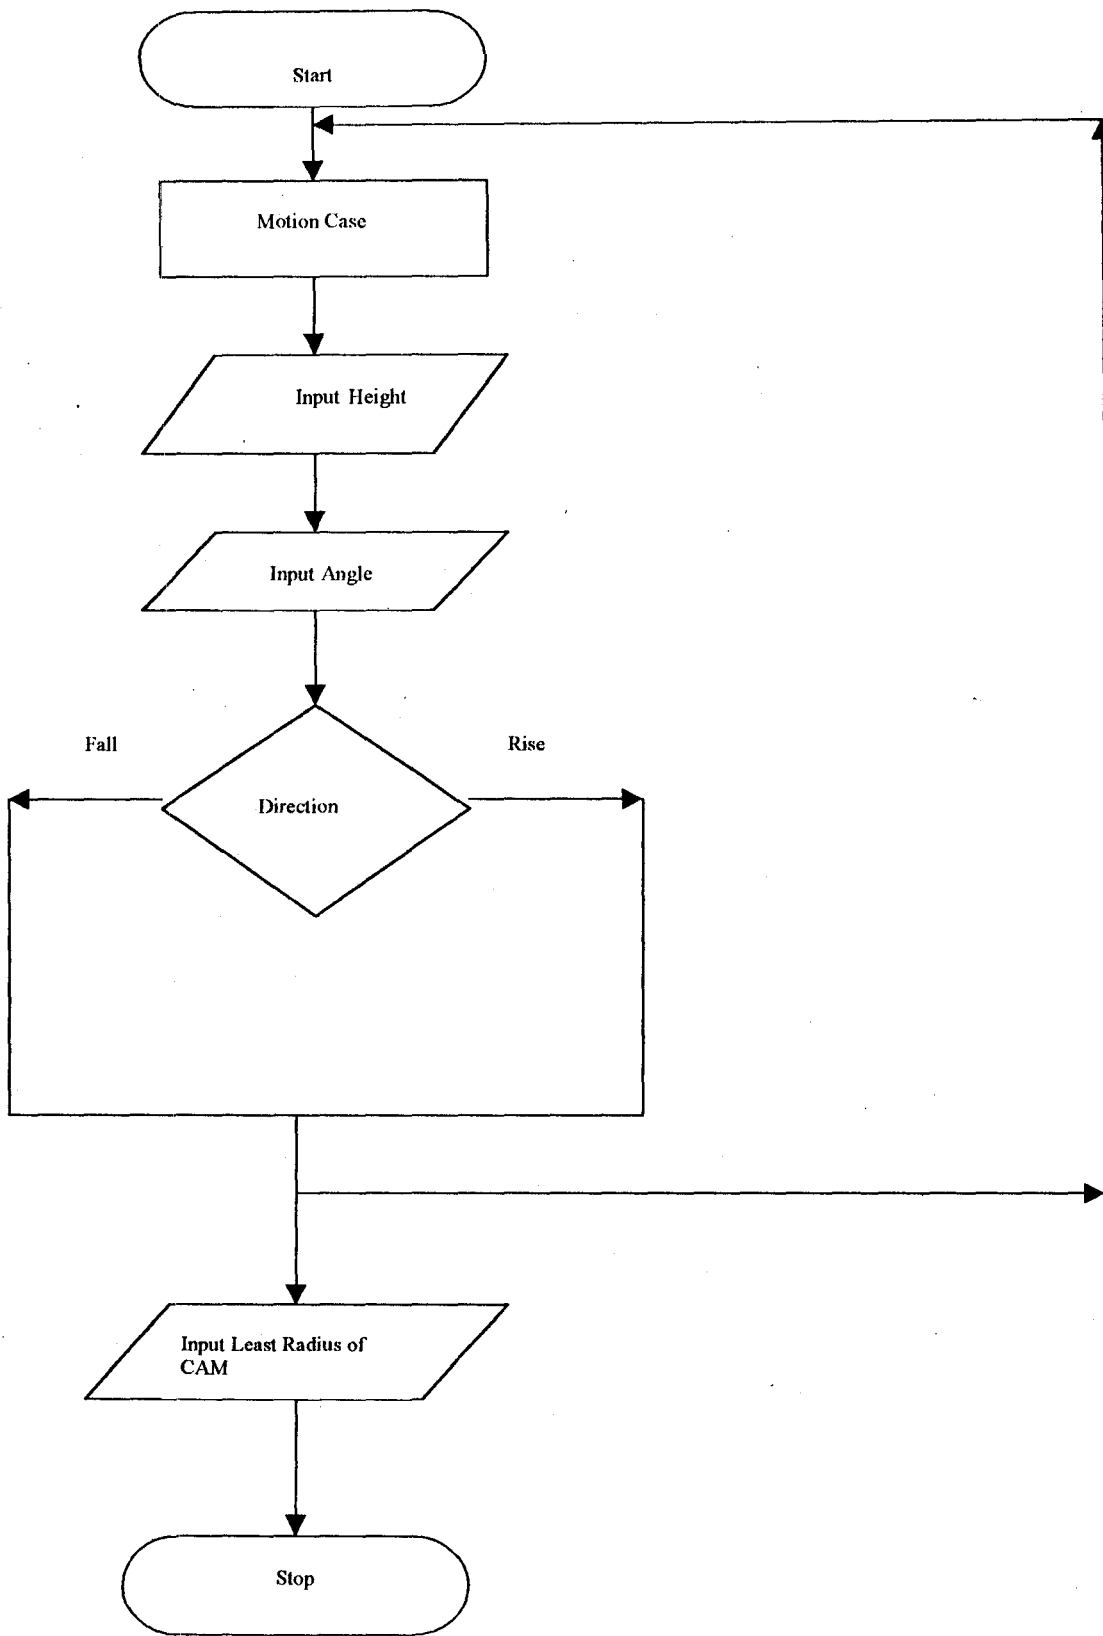 Start
Motion Case
Input Height
Input Angle
Fall
Rise
Direction
Input Least Radius of
CAM
Stop